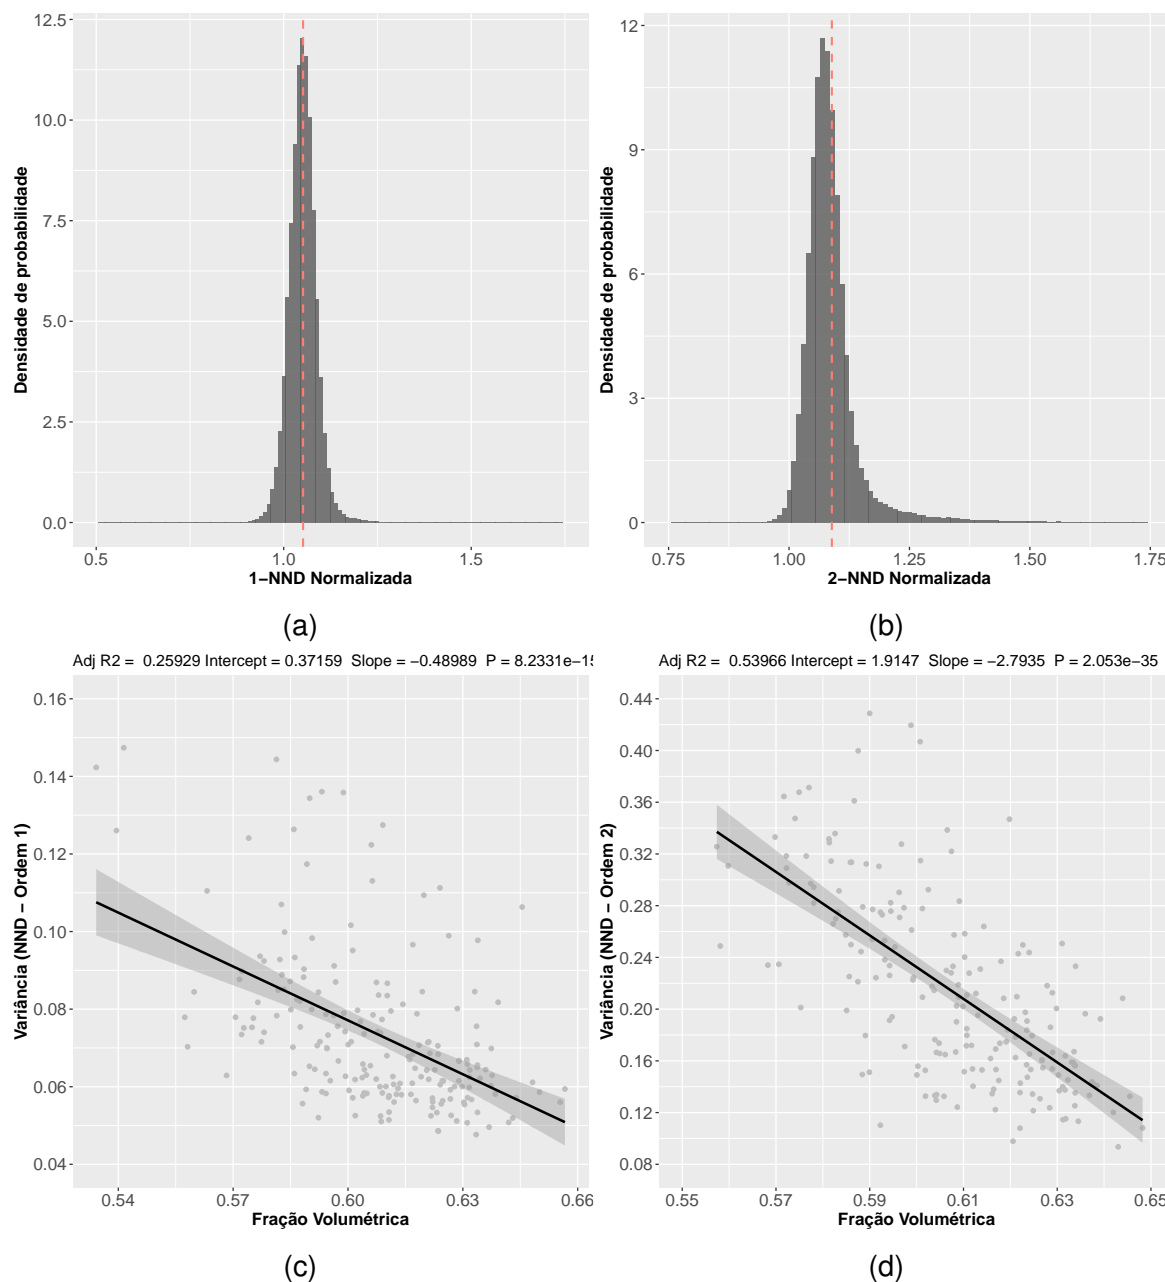 12.5
10.0
7.5
5.0
2.5
0.0
Densidade de probabilidade
0.5 1.0 1.5
1−NND Normalizada
(a)
12
9
6
3
0
Densidade de probabilidade
0.75 1.00 1.25 1.50 1.75
2−NND Normalizada
(b)
Adj R2 = 0.25929 Intercept = 0.37159 Slope = −0.48989 P = 8.2331e−15
0.16
0.14
0.12
0.10
0.08
0.06
0.04
Variância (NND − Ordem 1)
0.54 0.57 0.60 0.63 0.66
Fração Volumétrica
(c)
Adj R2 = 0.53966 Intercept = 1.9147 Slope = −2.7935 P = 2.053e−35
0.44
0.40
0.36
0.32
0.28
0.24
0.20
0.16
0.12
0.08
Variância (NND − Ordem 2)
0.55 0.57 0.59 0.61 0.63 0.65
Fração Volumétrica
(d)